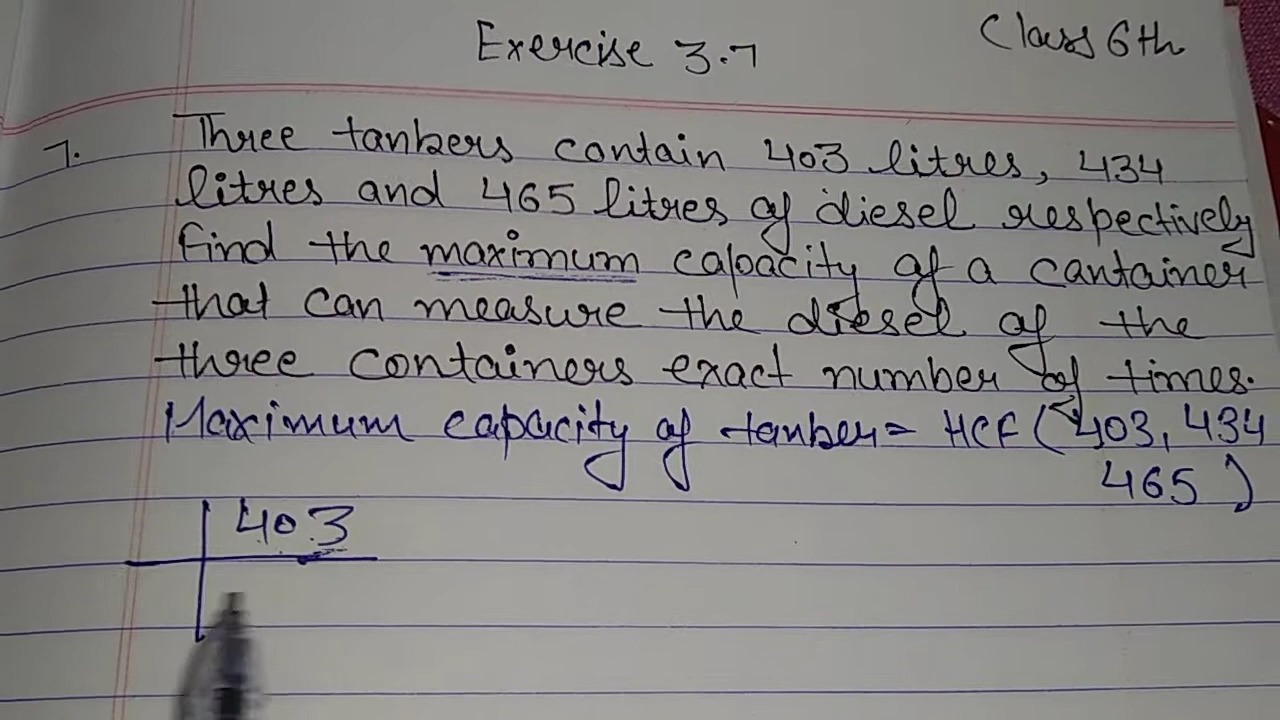 Exercise 3.7
Class 6th
7. Three tankers contain 403 litres, 434
litres and 465 litres of diesel respectively
find the maximum capacity of a cantainer
that can measure the diesel of the
three containers exact number of times.
Maximum capacity of tanker = HCF (403, 434
465)
403